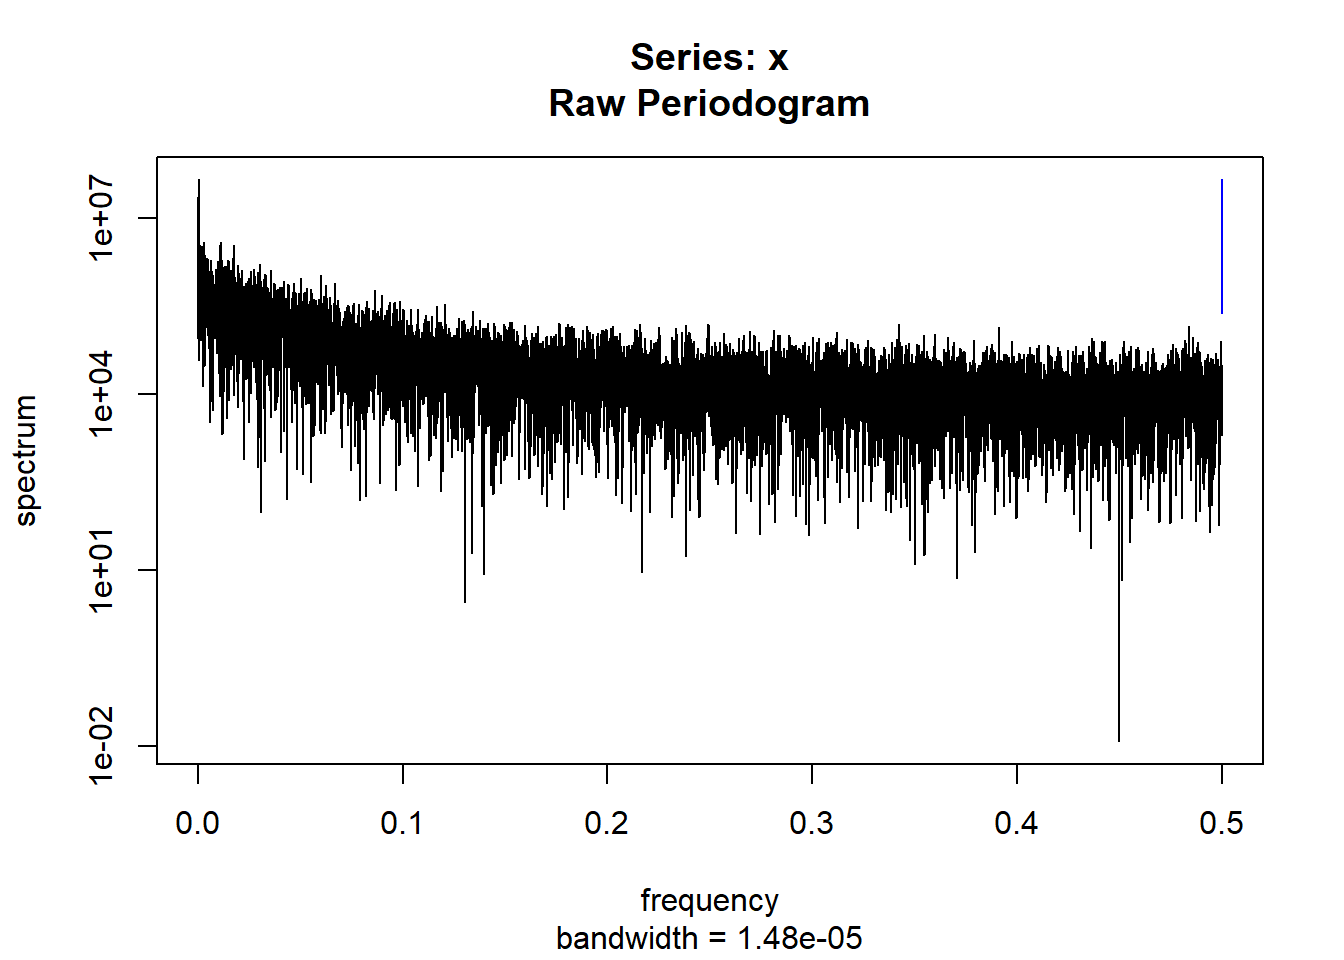 Series: x
Raw Periodogram
1e+07
1e+04
1e+01
1e-02
spectrum
0.0 0.1 0.2 0.3 0.4 0.5
frequency
bandwidth = 1.48e-05